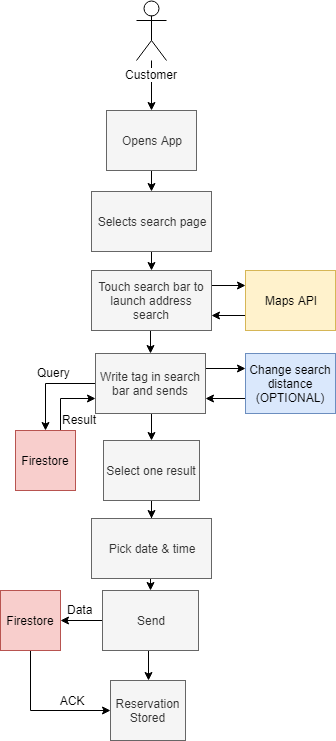 Customer
Opens App
Selects search page
Touch search bar to
launch address
search
Maps API
Write tag in search
bar and sends
Change search
distance
(OPTIONAL)
Query
Result
Firestore
Select one result
Pick date & time
Firestore
Data
Send
ACK
Reservation
Stored